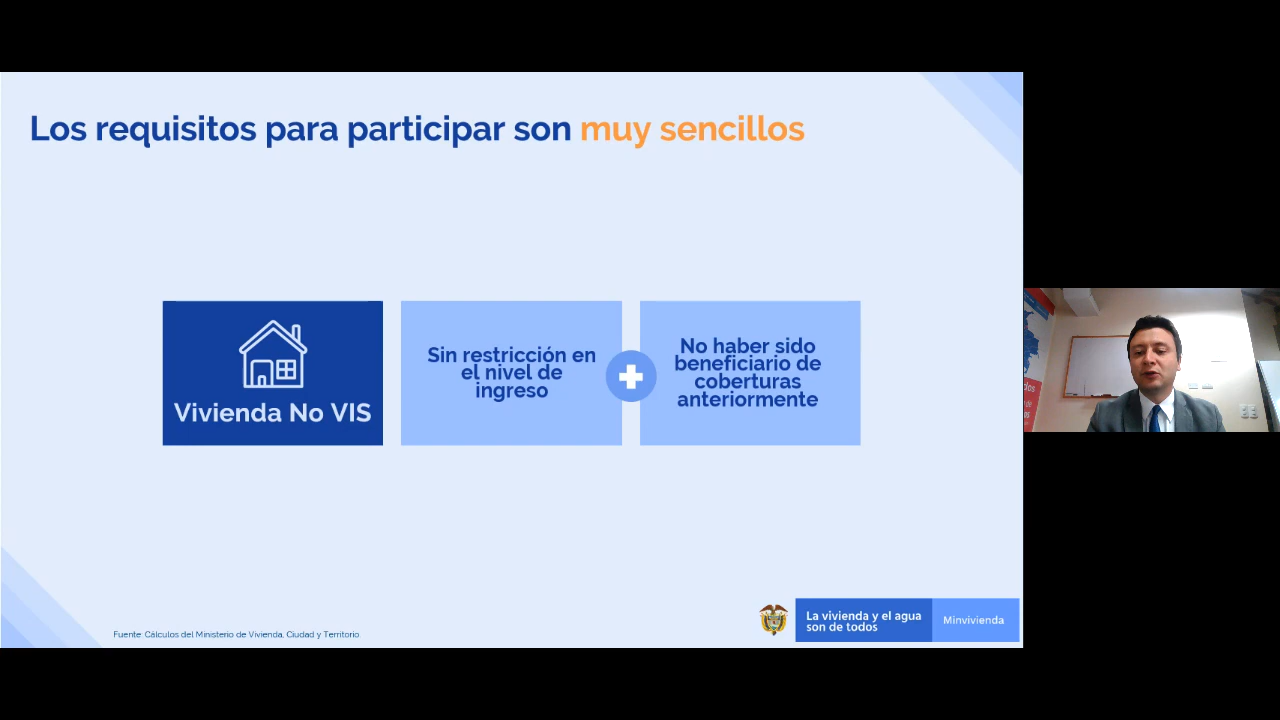 Los requisitos para participar son muy sencillos
Vivienda No VIS
Sin restricción en
el nivel de
ingreso
No haber sido
beneficiario de
coberturas
anteriormente
Fuente: Cálculos del Ministerio de Vivienda, Ciudad y Territorio
La vivienda y el agua
son de todos
Minvivienda